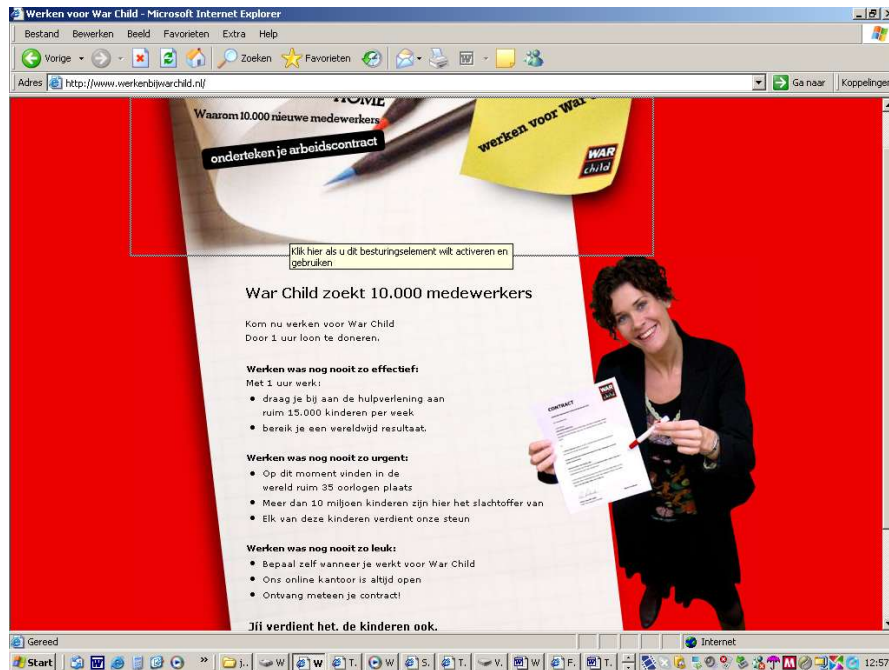 Werken voor War Child - Microsoft Internet Explorer
Bestand Bewerken Beeld Favorieten Extra Help
Vorige Zoeken Favorieten
Adres http://www.werkenbijwarchild.nl/ Ga naar Koppelingen
HOME
Waarom 10.000 nieuwe medewerkers
onderteken je arbeidscontract
werken voor War
WAR
child
Klik hier als u dit besturingselement wilt activeren en
gebruiken
War Child zoekt 10.000 medewerkers
Kom nu werken voor War Child
Door 1 uur loon te doneren.
Werken was nog nooit zo effectief:
Met 1 uur werk:
• draag je bij aan de hulpverlening aan
ruim 15.000 kinderen per week
• bereik je een wereldwijd resultaat.
Werken was nog nooit zo urgent:
• Op dit moment vinden in de
wereld ruim 35 oorlogen plaats
• Meer dan 10 miljoen kinderen zijn hier het slachtoffer van
• Elk van deze kinderen verdient onze steun
Werken was nog nooit zo leuk:
• Bepaal zelf wanneer je werkt voor War Child
• Ons online kantoor is altijd open
• Ontvang meteen je contract!
Jij verdient het, de kinderen ook.
CONTRACT
WAR
child
Gereed Internet
Start » j.. W W T. W S. T. V. W F. T. 12:57